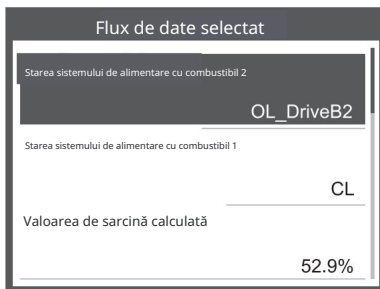 Flux de date selectat
Starea sistemului de alimentare cu combustibil 2
OL_DriveB2
Starea sistemului de alimentare cu combustibil 1
CL
Valoarea de sarcină calculată
52.9%